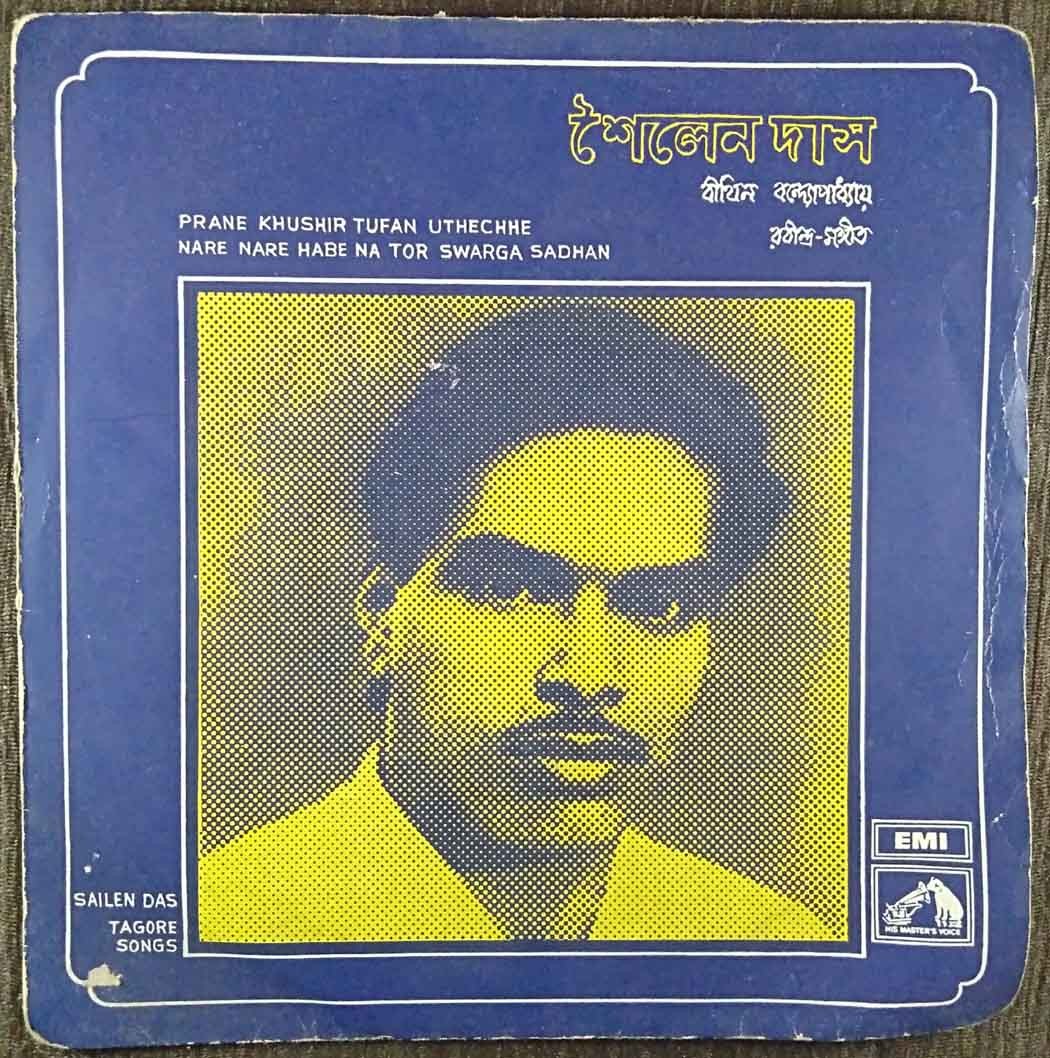 শৈলেন দাস
বীথিন বন্দ্যোপাধ্যায়
রবীন্দ্র-সঙ্গীত
PRANE KHUSHIR TUFAN UTHECHHE
NARE NARE HABE NA TOR SWARGA SADHAN
SAILEN DAS
TAGORE
SONGS
EMI
HIS MASTER'S VOICE